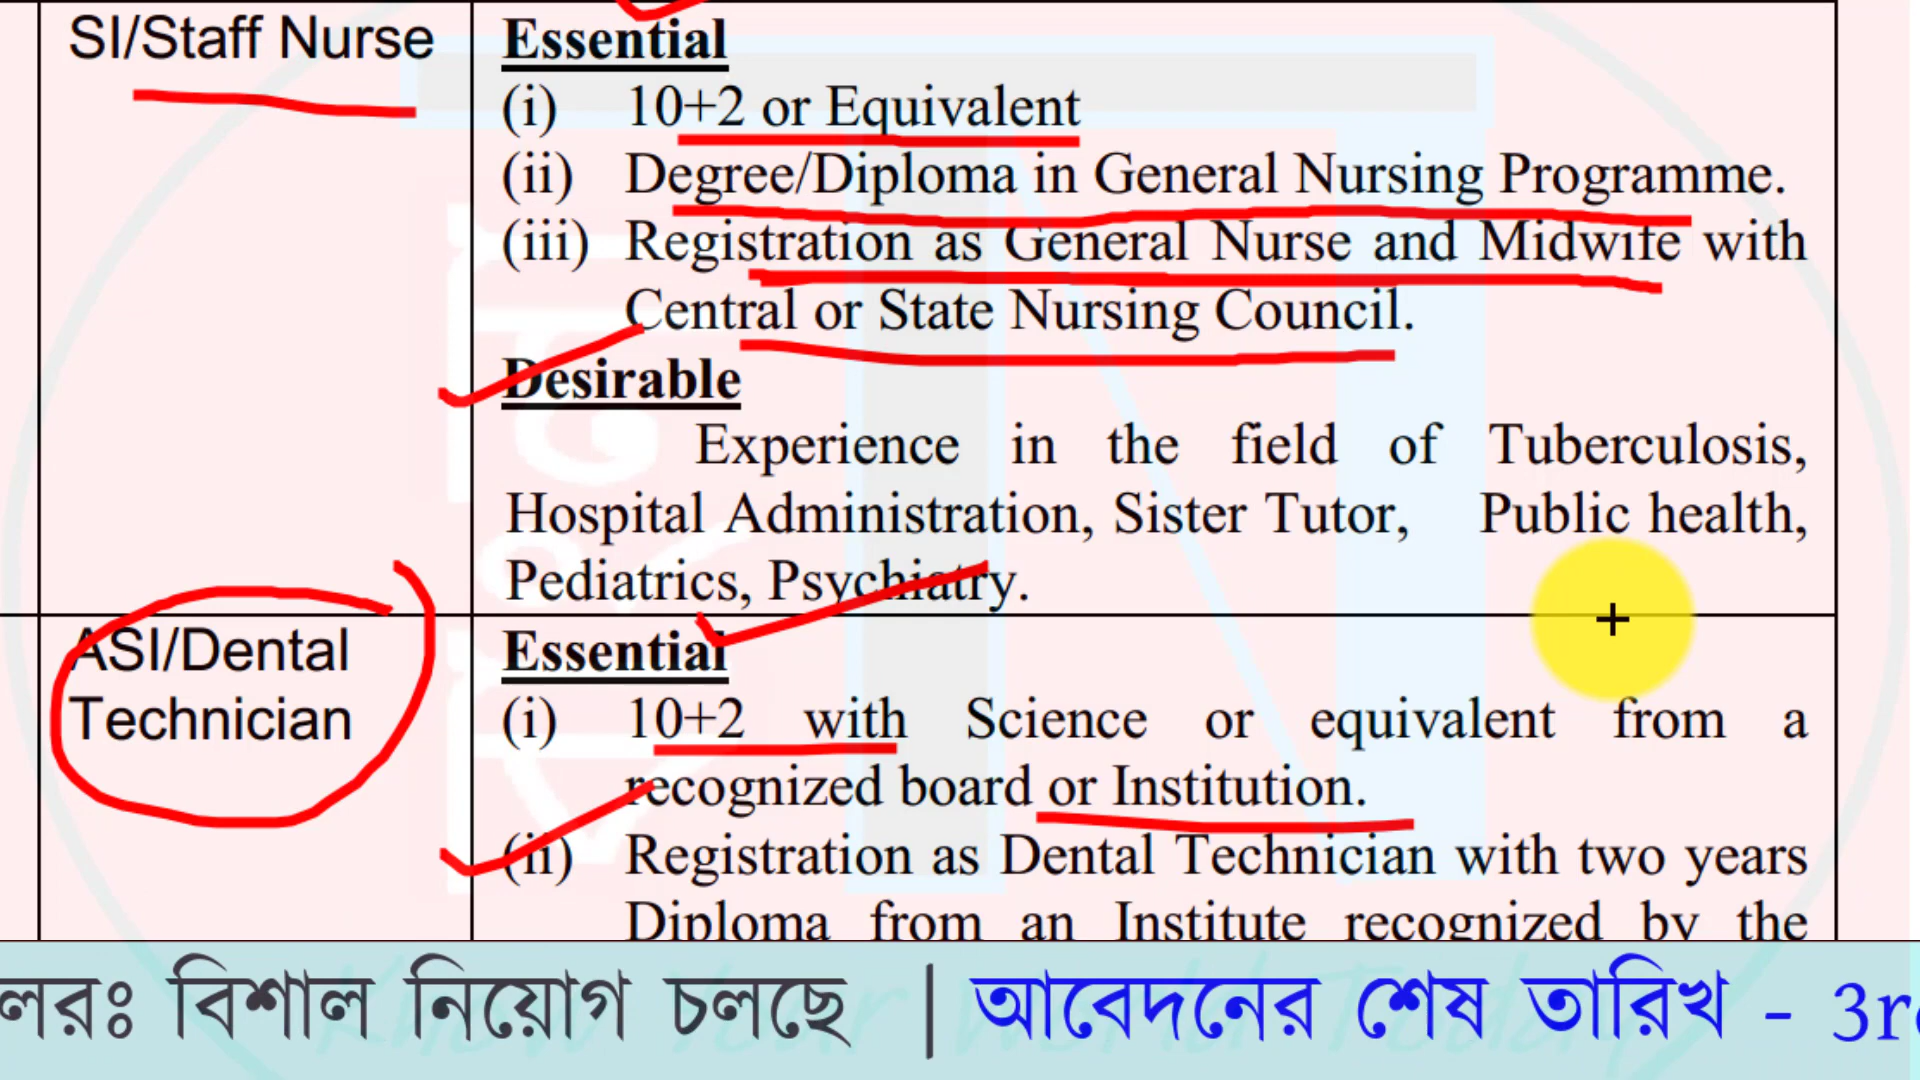 SI/Staff Nurse
Essential
(i) 10+2 or Equivalent
(ii) Degree/Diploma in General Nursing Programme.
(iii) Registration as General Nurse and Midwife with
Central or State Nursing Council.
Desirable
Experience in the field of Tuberculosis,
Hospital Administration, Sister Tutor, Public health,
Pediatrics, Psychiatry.
ASI/Dental
Technician
Essential
(i) 10+2 with Science or equivalent from a
recognized board or Institution.
(ii) Registration as Dental Technician with two years
Diploma from an Institute recognized by the
লরঃ বিশাল নিয়োগ চলছে | আবেদনের শেষ তারিখ - 3r